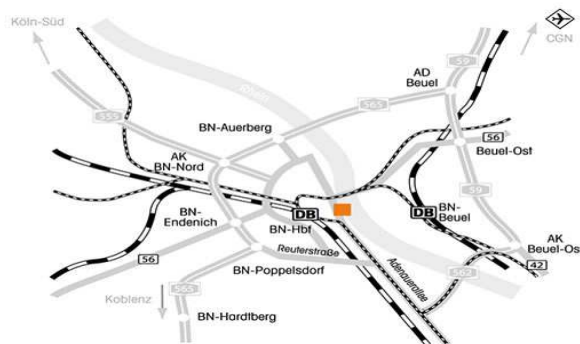 Köln-Süd
CGN
59
AD
Beuel
Rhein
565
555
BN-Auerberg
56
AK
BN-Nord
Beuel-Ost
59
BN-
Endenich
DB
DB
BN-
Beuel
BN-Hbf
AK
Beuel-Os
Reuterstraße
Adenauerallee
56
BN-Poppelsdorf
562
42
Koblenz
565
BN-Hardtberg